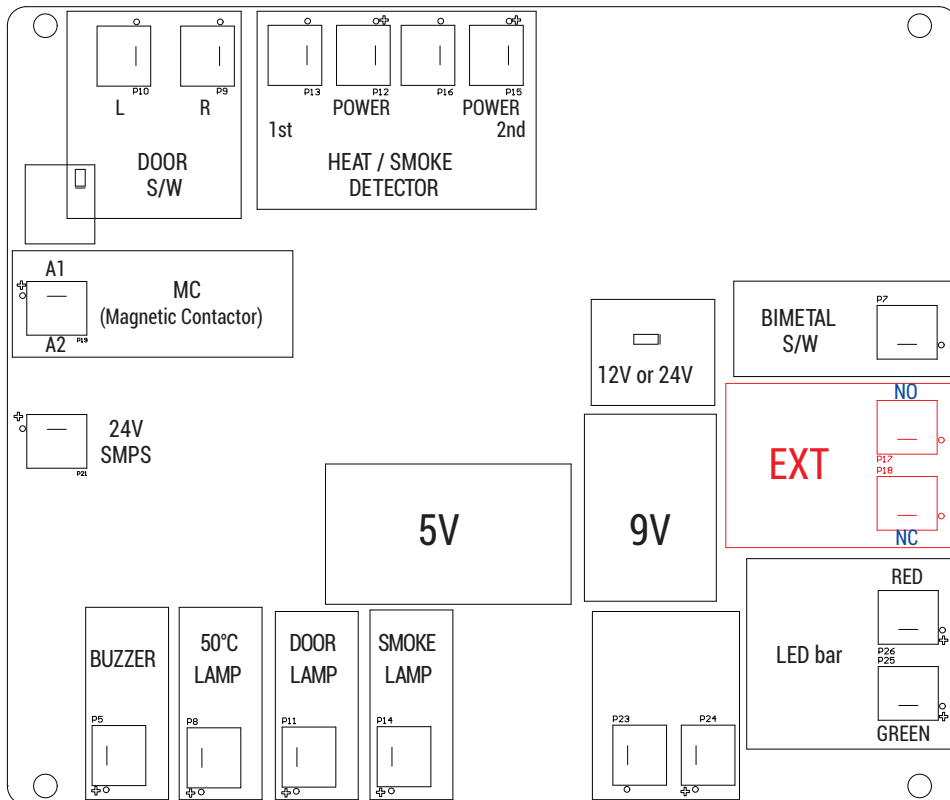 P10
P9
P13
P12
P16
P15
L
R
POWER
POWER
1st
2nd
DOOR
S/W
HEAT / SMOKE
DETECTOR
A1
MC
(Magnetic Contactor)
A2
P19
P7
BIMETAL
S/W
12V or 24V
NO
24V
SMPS
P21
EXT
P17
P18
NC
5V
9V
RED
LED bar
P26
P25
GREEN
BUZZER
50°C
LAMP
DOOR
LAMP
SMOKE
LAMP
P5
P8
P11
P14
P23
P24